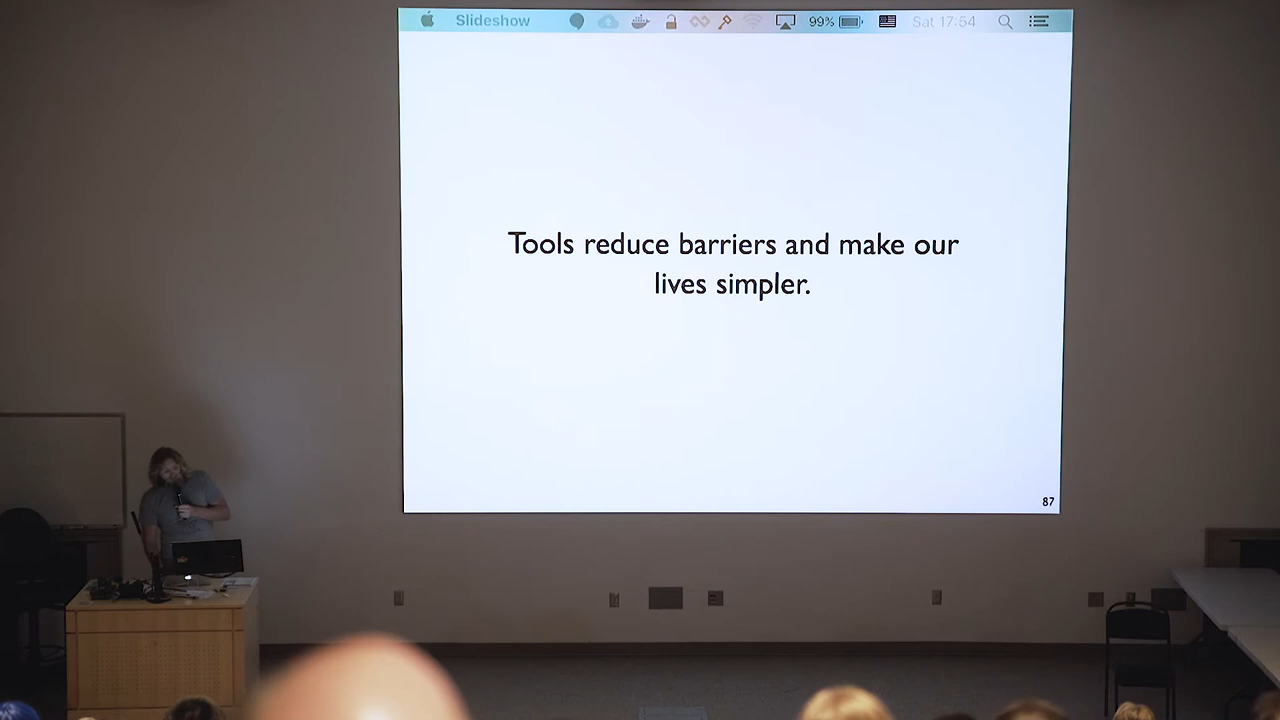 Slideshow
99%
Sat 17:54
Tools reduce barriers and make our
lives simpler.
87